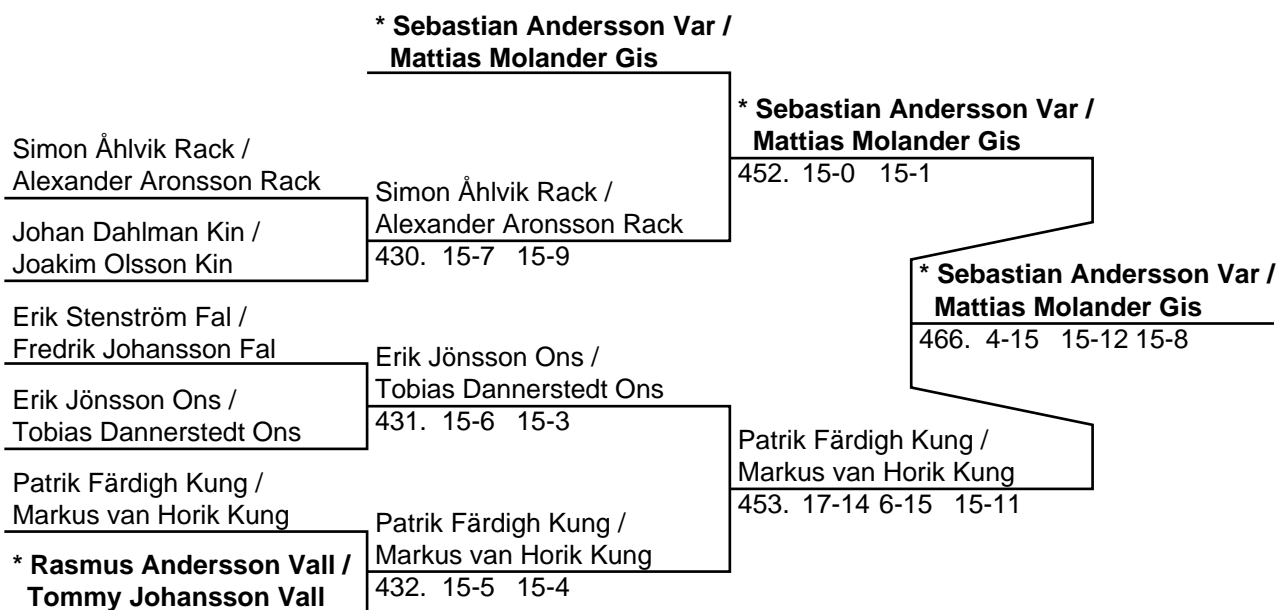 * Sebastian Andersson Var /
Mattias Molander Gis
* Sebastian Andersson Var /
Mattias Molander Gis
452. 15-0 15-1
Simon Åhlvik Rack /
Alexander Aronsson Rack
Simon Åhlvik Rack /
Alexander Aronsson Rack
430. 15-7 15-9
Johan Dahlman Kin /
Joakim Olsson Kin
* Sebastian Andersson Var /
Mattias Molander Gis
466. 4-15 15-12 15-8
Erik Stenström Fal /
Fredrik Johansson Fal
Erik Jönsson Ons /
Tobias Dannerstedt Ons
431. 15-6 15-3
Erik Jönsson Ons /
Tobias Dannerstedt Ons
Patrik Färdigh Kung /
Markus van Horik Kung
453. 17-14 6-15 15-11
Patrik Färdigh Kung /
Markus van Horik Kung
Patrik Färdigh Kung /
Markus van Horik Kung
432. 15-5 15-4
* Rasmus Andersson Vall /
Tommy Johansson Vall